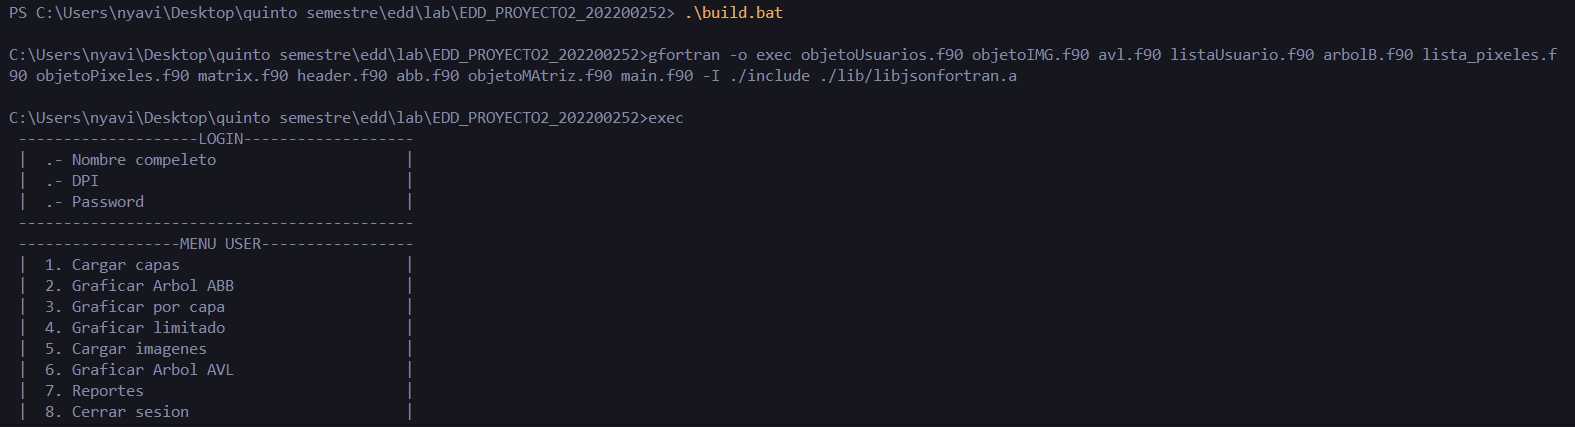 PS C:\Users\nyavi\Desktop\quinto semestre\edd\lab\EDD_PROYECTO2_202200252> .\build.bat
C:\Users\nyavi\Desktop\quinto semestre\edd\lab\EDD_PROYECTO2_202200252>gfortran -o exec objetoUsuarios.f90 objetoIMG.f90 avl.f90 listaUsuario.f90 arbolB.f90 lista_pixeles.f
90 objetoPixeles.f90 matrix.f90 header.f90 abb.f90 objetoMAtriz.f90 main.f90 -I ./include ./lib/libjsonfortran.a
C:\Users\nyavi\Desktop\quinto semestre\edd\lab\EDD_PROYECTO2_202200252>exec
--------------------LOGIN-------------------
|  .- Nombre compeleto                     |
|  .- DPI                                  |
|  .- Password                             |
--------------------------------------------
------------------MENU USER-----------------
|  1. Cargar capas                         |
|  2. Graficar Arbol ABB                   |
|  3. Graficar por capa                    |
|  4. Graficar limitado                    |
|  5. Cargar imagenes                      |
|  6. Graficar Arbol AVL                   |
|  7. Reportes                             |
|  8. Cerrar sesion                        |